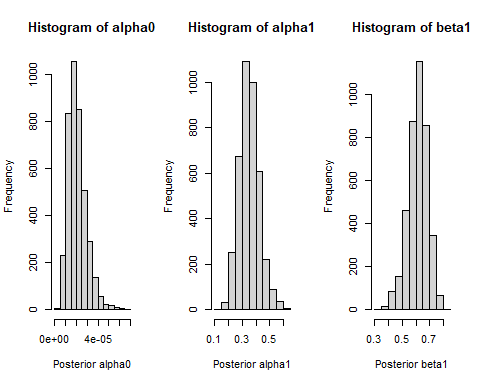 Histogram of alpha0
Histogram of alpha1
Histogram of beta1
Frequency
0
200
400
600
800
1000
0e+00
4e-05
Posterior alpha0
Frequency
0
200
400
600
800
1000
0.1
0.3
0.5
Posterior alpha1
Frequency
0
200
400
600
800
1000
0.3
0.5
0.7
Posterior beta1